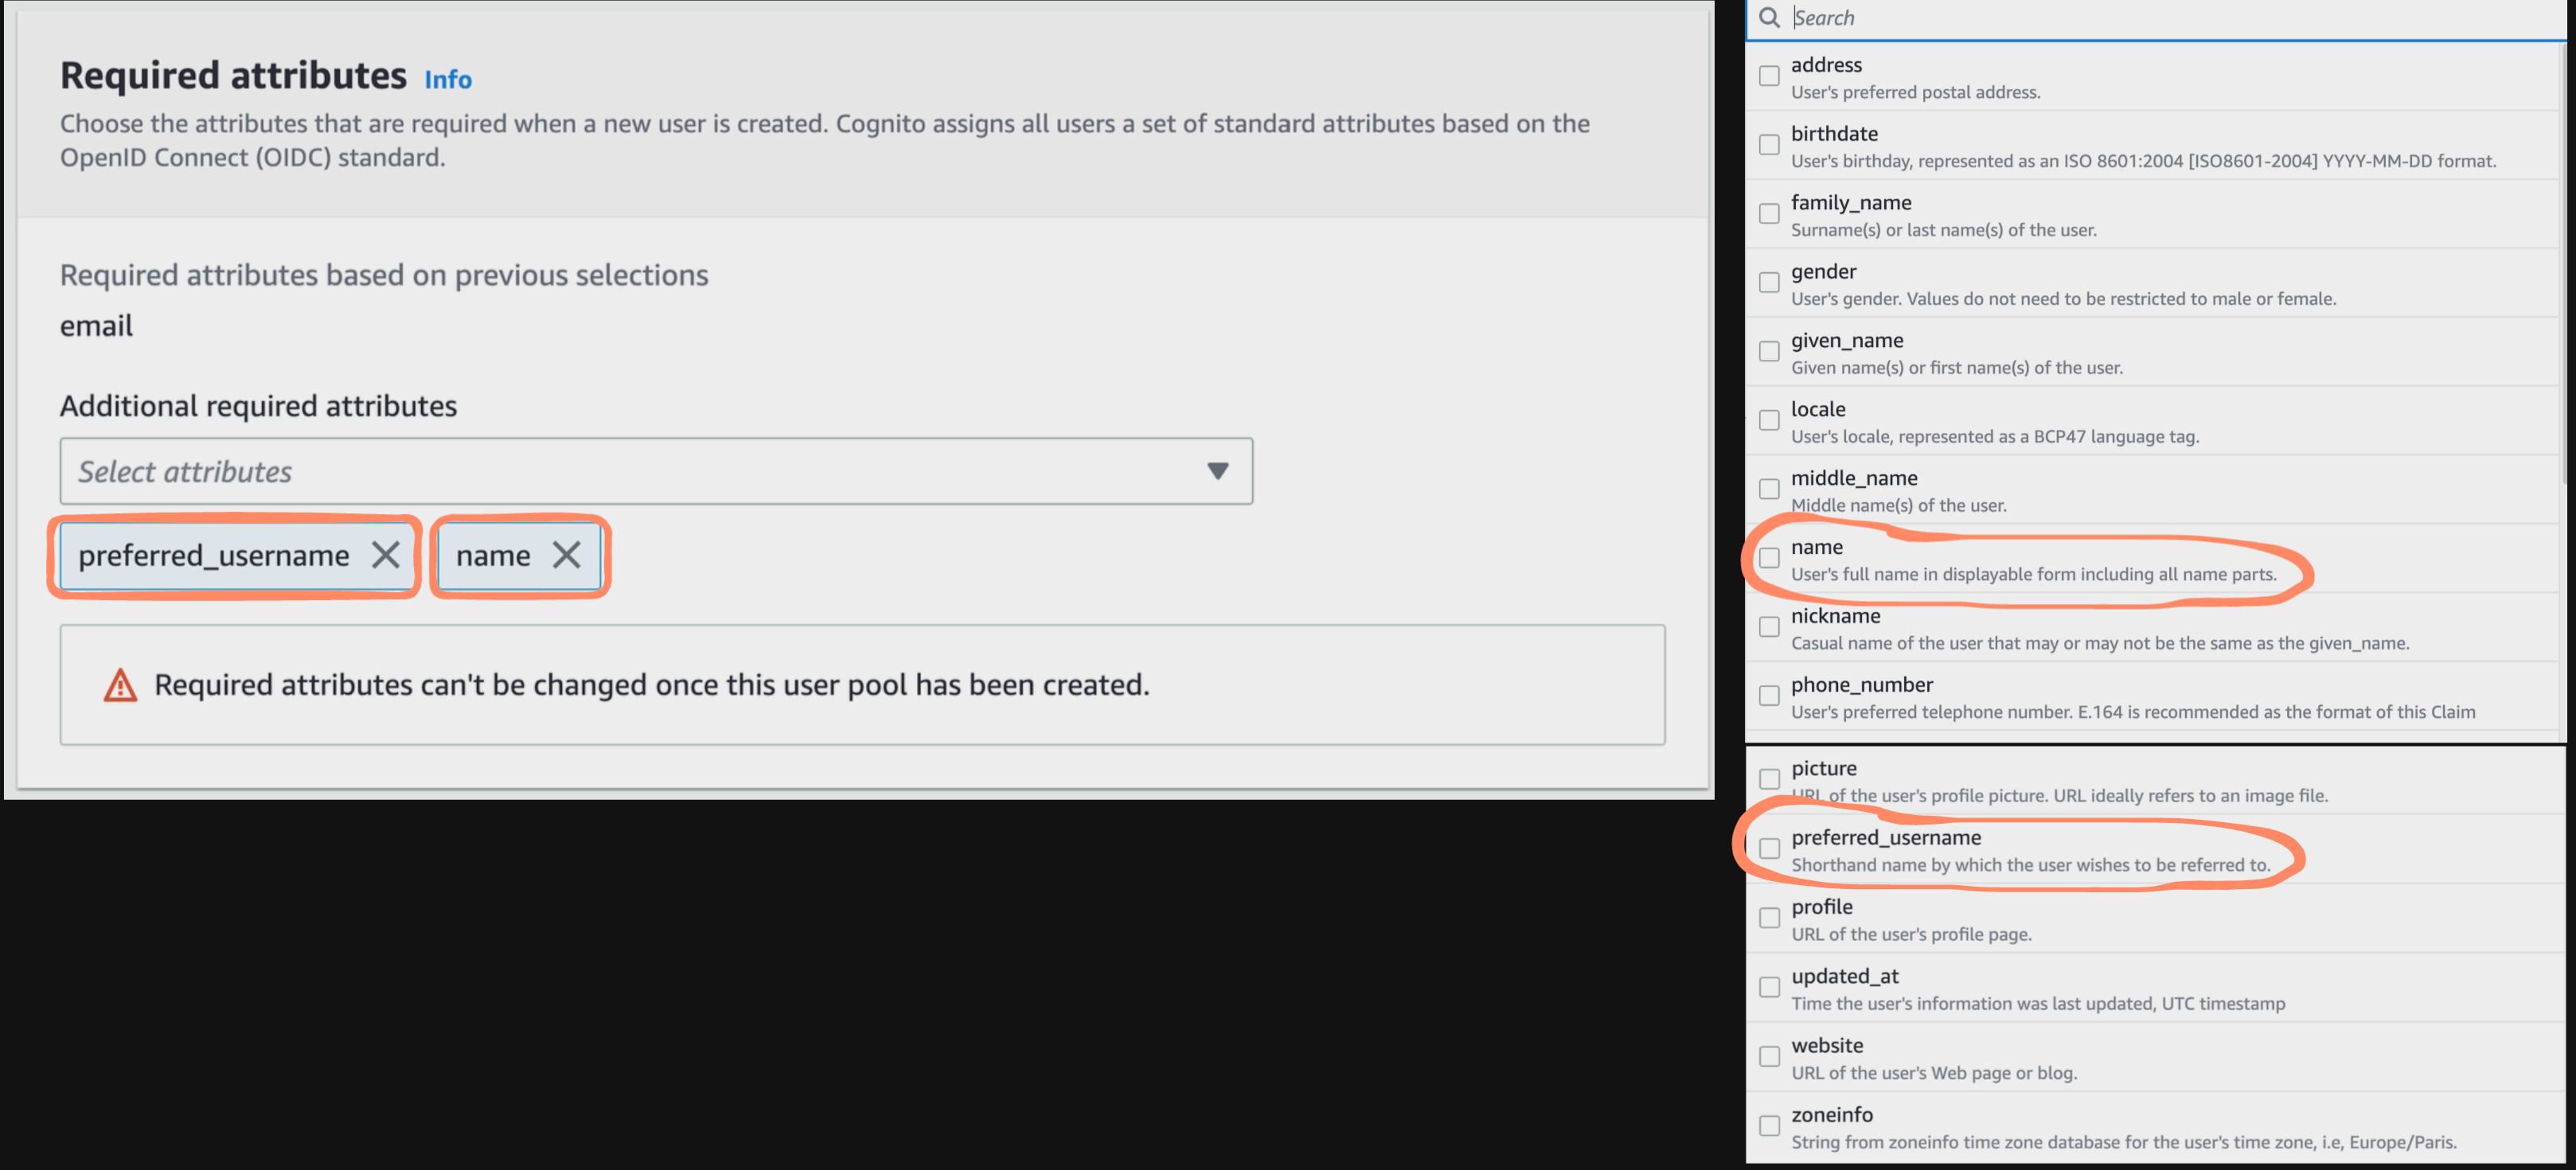 Required attributes Info
Choose the attributes that are required when a new user is created. Cognito assigns all users a set of standard attributes based on the
OpenID Connect (OIDC) standard.
Required attributes based on previous selections
email
Additional required attributes
Select attributes
preferred_username
name
Required attributes can't be changed once this user pool has been created.
Search
address
User's preferred postal address.
birthdate
User's birthday, represented as an ISO 8601:2004 [ISO8601-2004] YYYY-MM-DD format.
family_name
Surname(s) or last name(s) of the user.
gender
User's gender. Values do not need to be restricted to male or female.
given_name
Given name(s) or first name(s) of the user.
locale
User's locale, represented as a BCP47 language tag.
middle_name
Middle name(s) of the user.
name
User's full name in displayable form including all name parts.
nickname
Casual name of the user that may or may not be the same as the given_name.
phone_number
User's preferred telephone number. E.164 is recommended as the format of this Claim
picture
URL of the user's profile picture. URL ideally refers to an image file.
preferred_username
Shorthand name by which the user wishes to be referred to.
profile
URL of the user's profile page.
updated_at
Time the user's information was last updated, UTC timestamp
website
URL of the user's Web page or blog.
zoneinfo
String from zoneinfo time zone database for the user's time zone, i.e, Europe/Paris.